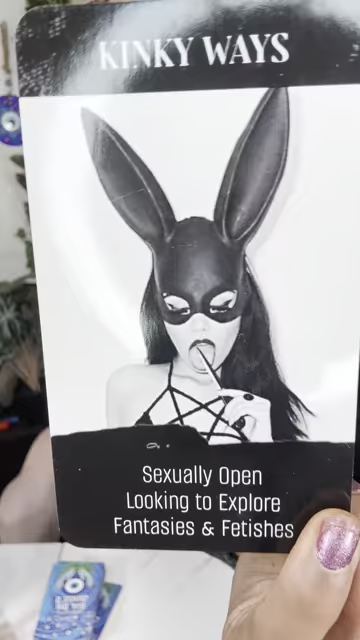 KINKY WAYS
Sexually Open
Looking to Explore
Fantasies & Fetishes